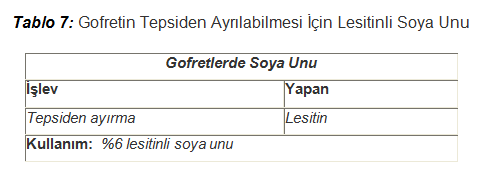 Tablo 7: Gofretin Tepsiden Ayrılabilmesi İçin Lesitinli Soya Unu
Gofretlerde Soya Unu
İşlev Yapan
Tepsiden ayırma Lesitin
Kullanım: %6 lesitinli soya unu